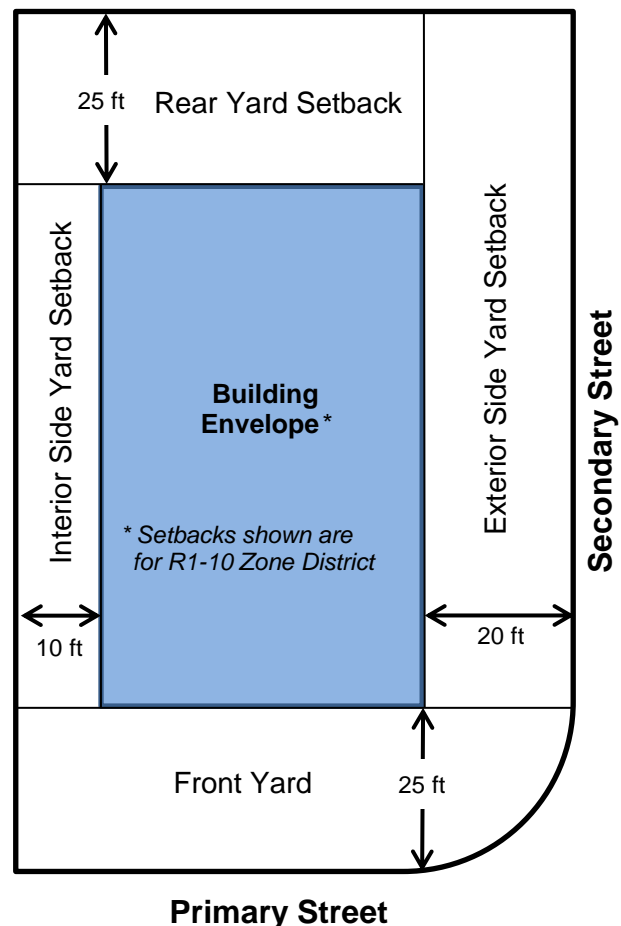 25 ft
Rear Yard Setback
Interior Side Yard Setback
Exterior Side Yard Setback
Secondary Street
Building
Envelope*
* Setbacks shown are
for R1-10 Zone District
10 ft
20 ft
Front Yard
25 ft
Primary Street